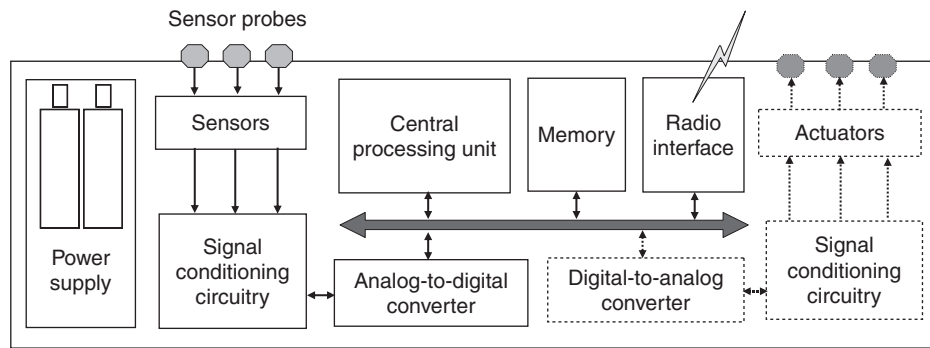 Sensor probes
Power
supply
Sensors
Signal
conditioning
circuitry
Central
processing unit
Memory
Radio
interface
Analog-to-digital
converter
Digital-to-analog
converter
Actuators
Signal
conditioning
circuitry